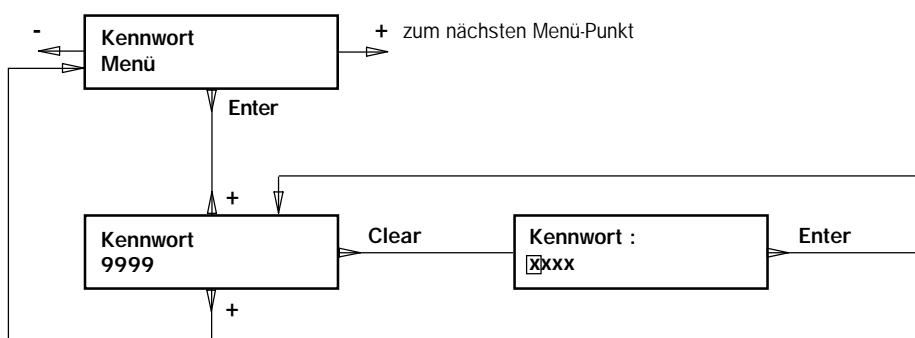 -
Kennwort
Menü
+ zum nächsten Menü-Punkt
Enter
+
Kennwort
9999
Clear
Kennwort :
xxxx
Enter
+